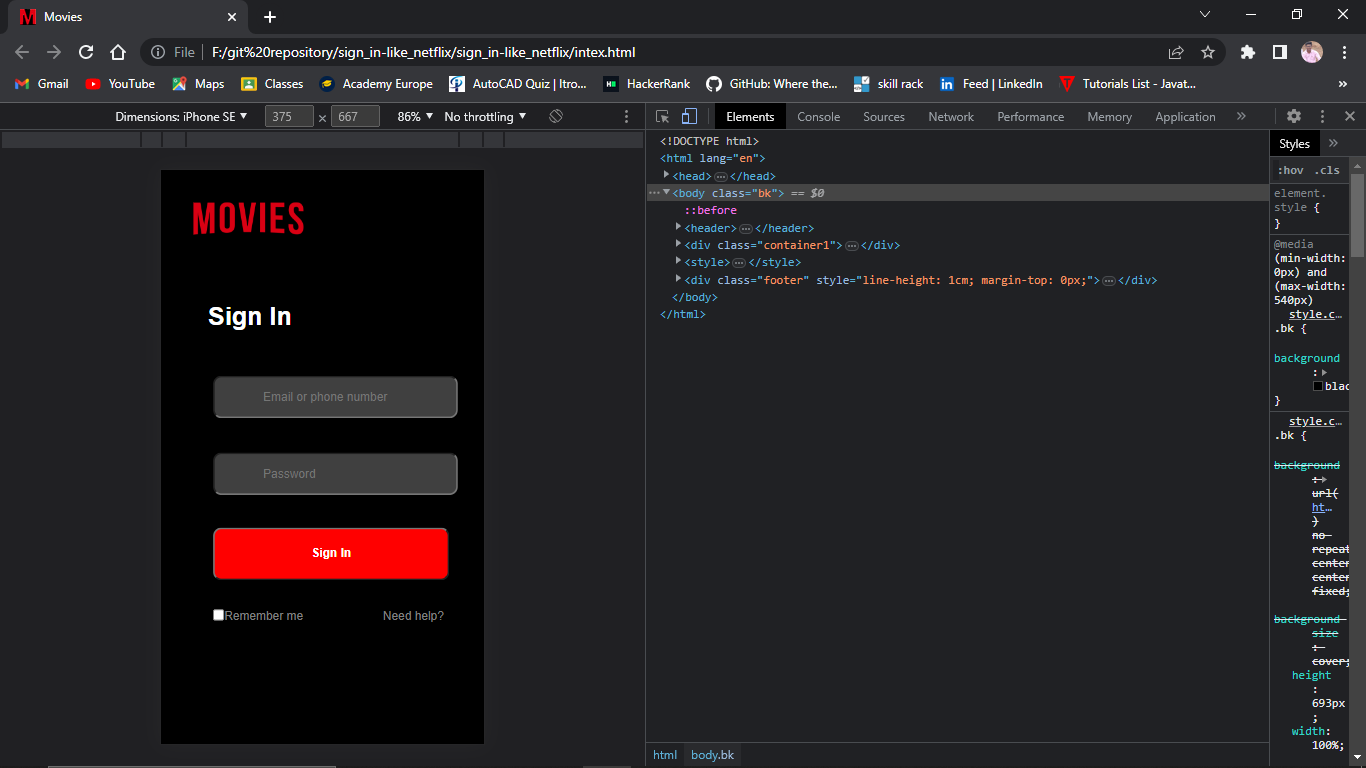 M Movies
File F:/git%20repository/sign_in-like_netflix/sign_in-like_netflix/intex.html
Gmail YouTube Maps Classes Academy Europe AutoCAD Quiz | Itro... HackerRank GitHub: Where the... skill rack Feed | LinkedIn Tutorials List - Javat... »
Dimensions: iPhone SE 375 × 667 86% No throttling
Elements Console Sources Network Performance Memory Application »
MOVIES
Sign In
Email or phone number
Password
Sign In
Remember me Need help?
<!DOCTYPE html>
<html lang="en">
<head>…</head>
<body class="bk"> == $0
::before
<header>…</header>
<div class="container1">…</div>
<style>…</style>
<div class="footer" style="line-height: 1cm; margin-top: 0px;">…</div>
</body>
</html>
html body.bk
Styles »
:hov .cls
element.
style {
}
@media
(min-width:
0px) and
(max-width:
540px)
style.c…
.bk {
background
:
blac
}
style.c…
.bk {
background
:
url(
ht…
)
no-
repeat
center
center
fixed;
background-
size
:
cover;
height
:
693px
;
width:
100%;